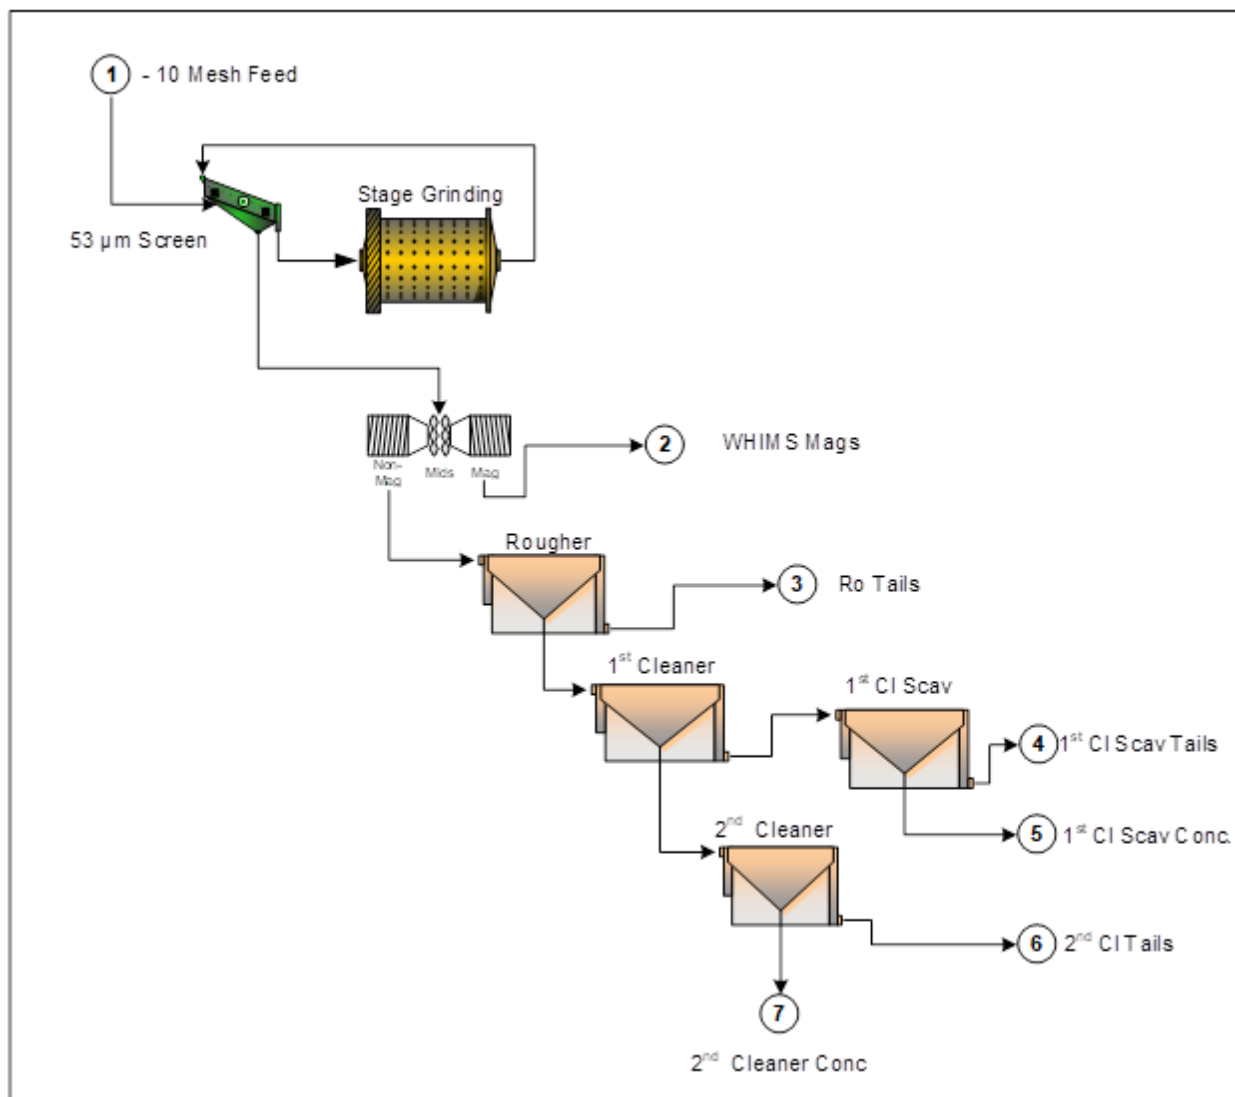 1 - 10 Mesh Feed
Stage Grinding
53 µm Screen
Non-
Mag
Mids
Mag
2 WHIMS Mags
Rougher
3 Ro Tails
1st Cleaner
1st Cl Scav
4 1st Cl Scav Tails
2nd Cleaner
5 1st Cl Scav Conc.
6 2nd Cl Tails
7
2nd Cleaner Conc